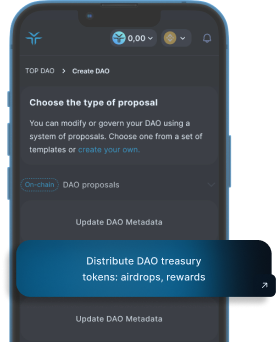 0,00
TOP DAO > Create DAO
Choose the type of proposal
You can modify or govern your DAO using a
system of proposals. Choose one from a set of
templates or create your own.
On-chain DAO proposals
Update DAO Metadata
Distribute DAO treasury
tokens: airdrops, rewards
Update DAO Metadata